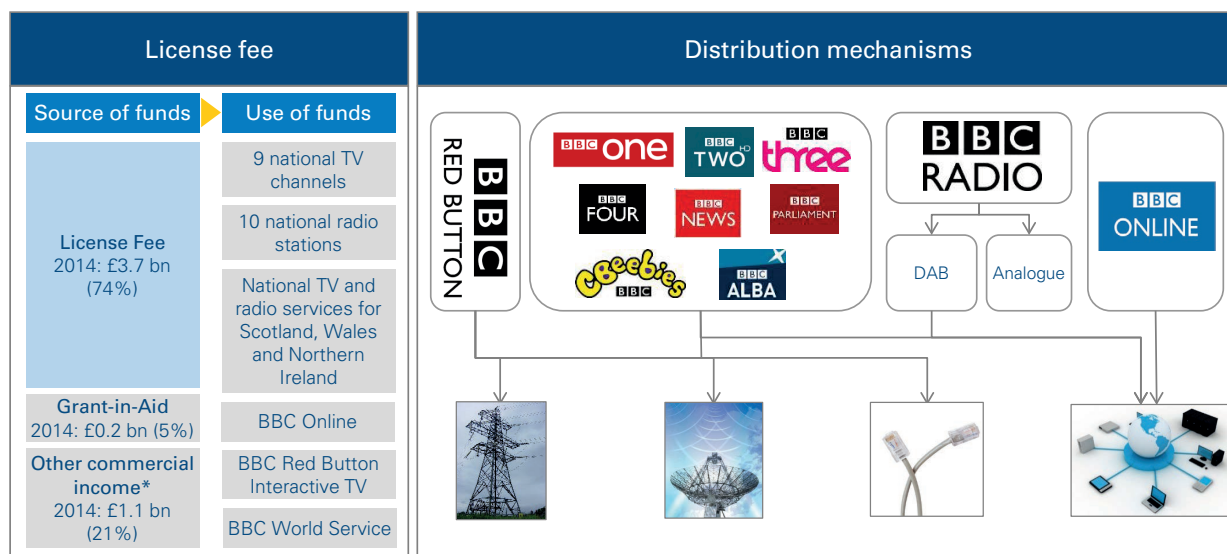 License fee
Source of funds
Use of funds
License Fee
2014: £3.7 bn
(74%)
Grant-in-Aid
2014: £0.2 bn (5%)
Other commercial
income*
2014: £1.1 bn
(21%)
9 national TV
channels
10 national radio
stations
National TV and
radio services for
Scotland, Wales
and Northern
Ireland
BBC Online
BBC Red Button
Interactive TV
BBC World Service
Distribution mechanisms
BBC
RED BUTTON
BBC one
BBC
TWO HD
BBC
three
BBC
FOUR
BBC
NEWS
BBC
PARLIAMENT
CBeebies
BBC
BBC
ALBA
BBC
RADIO
DAB
Analogue
BBC
ONLINE